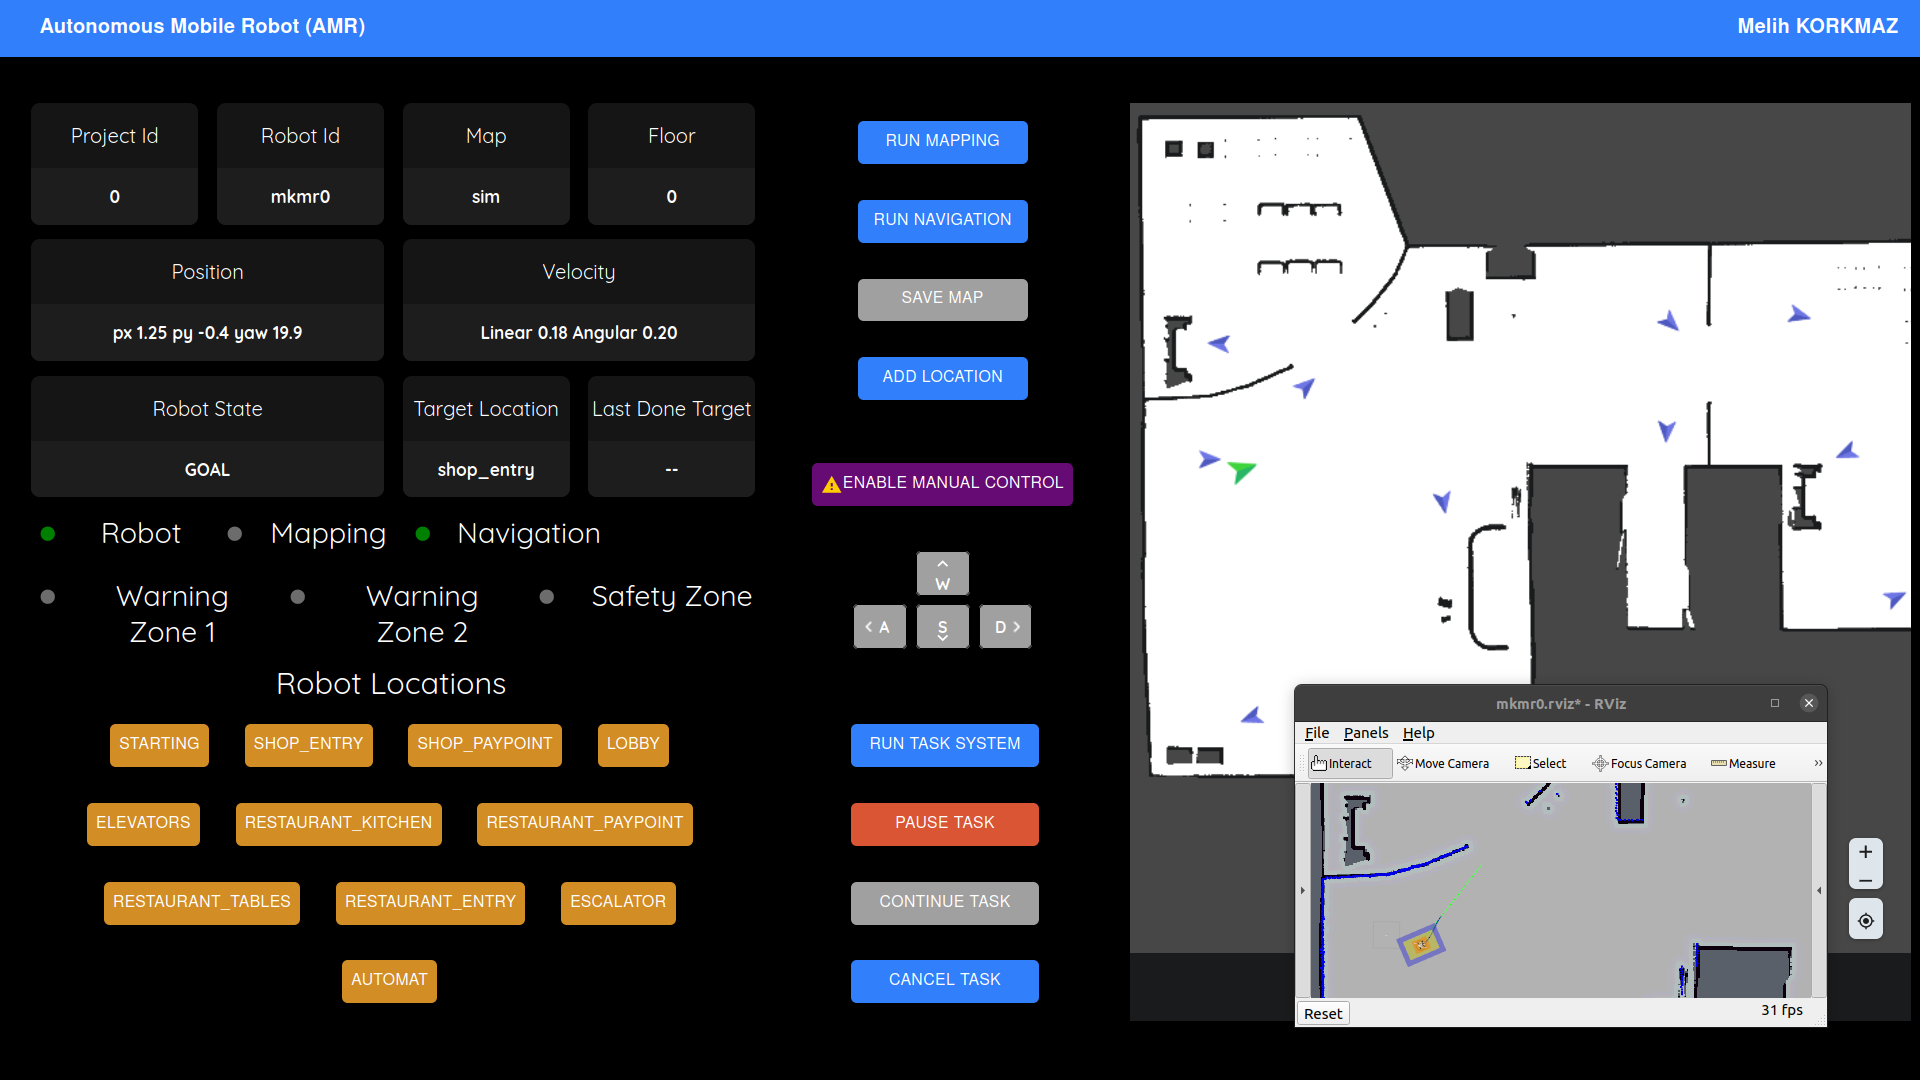 Autonomous Mobile Robot (AMR)
Melih KORKMAZ
Project Id
0
Robot Id
mkmr0
Map
sim
Floor
0
Position
px 1.25 py -0.4 yaw 19.9
Velocity
Linear 0.18 Angular 0.20
Robot State
GOAL
Target Location
shop_entry
Last Done Target
--
Robot
Mapping
Navigation
Warning
Zone 1
Warning
Zone 2
Safety Zone
Robot Locations
STARTING
SHOP_ENTRY
SHOP_PAYPOINT
LOBBY
ELEVATORS
RESTAURANT_KITCHEN
RESTAURANT_PAYPOINT
RESTAURANT_TABLES
RESTAURANT_ENTRY
ESCALATOR
AUTOMAT
RUN MAPPING
RUN NAVIGATION
SAVE MAP
ADD LOCATION
ENABLE MANUAL CONTROL
W
A
S
D
RUN TASK SYSTEM
PAUSE TASK
CONTINUE TASK
CANCEL TASK
mkmr0.rviz* - RViz
File Panels Help
Interact Move Camera Select Focus Camera Measure »
Reset
31 fps
+
−